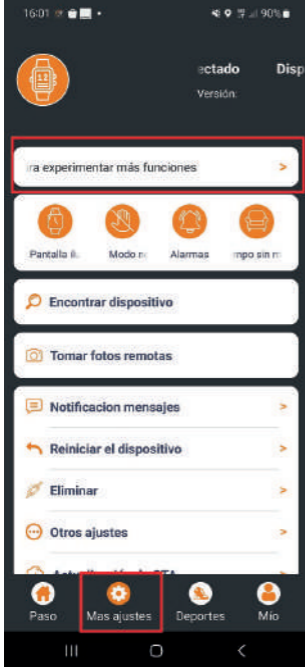 16:01
90%
12
ectado Disp
Versión:
ra experimentar más funciones >
Pantalla Modo Alarmas mpo sin
Encontrar dispositivo
Tomar fotos remotas
Notificacion mensajes >
Reiniciar el dispositivo >
Eliminar >
Otros ajustes >
Paso Mas ajustes Deportes Mío